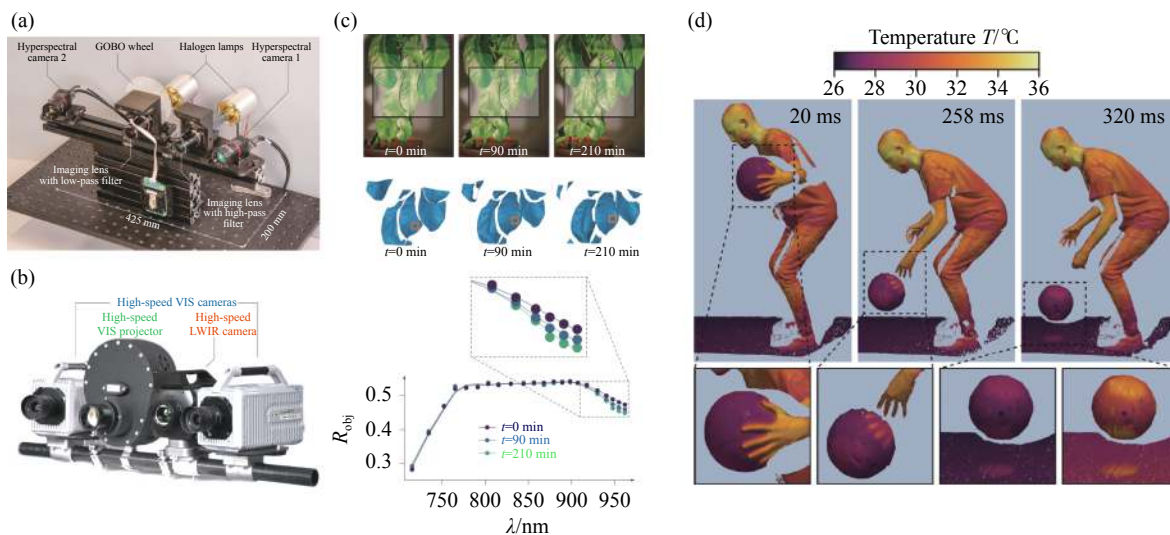 (a)
Hyperspectral
camera 2
GOBO wheel
Halogen lamps
Hyperspectral
camera 1
Imaging lens
with low-pass filter
Imaging lens
with high-pass
filter
425 mm
200 mm
(b)
High-speed VIS cameras
High-speed
VIS projector
High-speed
LWIR camera
(c)
t=0 min
t=90 min
t=210 min
t=0 min
t=90 min
t=210 min
R_obj
0.5
0.4
0.3
t=0 min
t=90 min
t=210 min
750
800
850
900
950
λ/nm
(d)
Temperature T/℃
26
28
30
32
34
36
20 ms
258 ms
320 ms